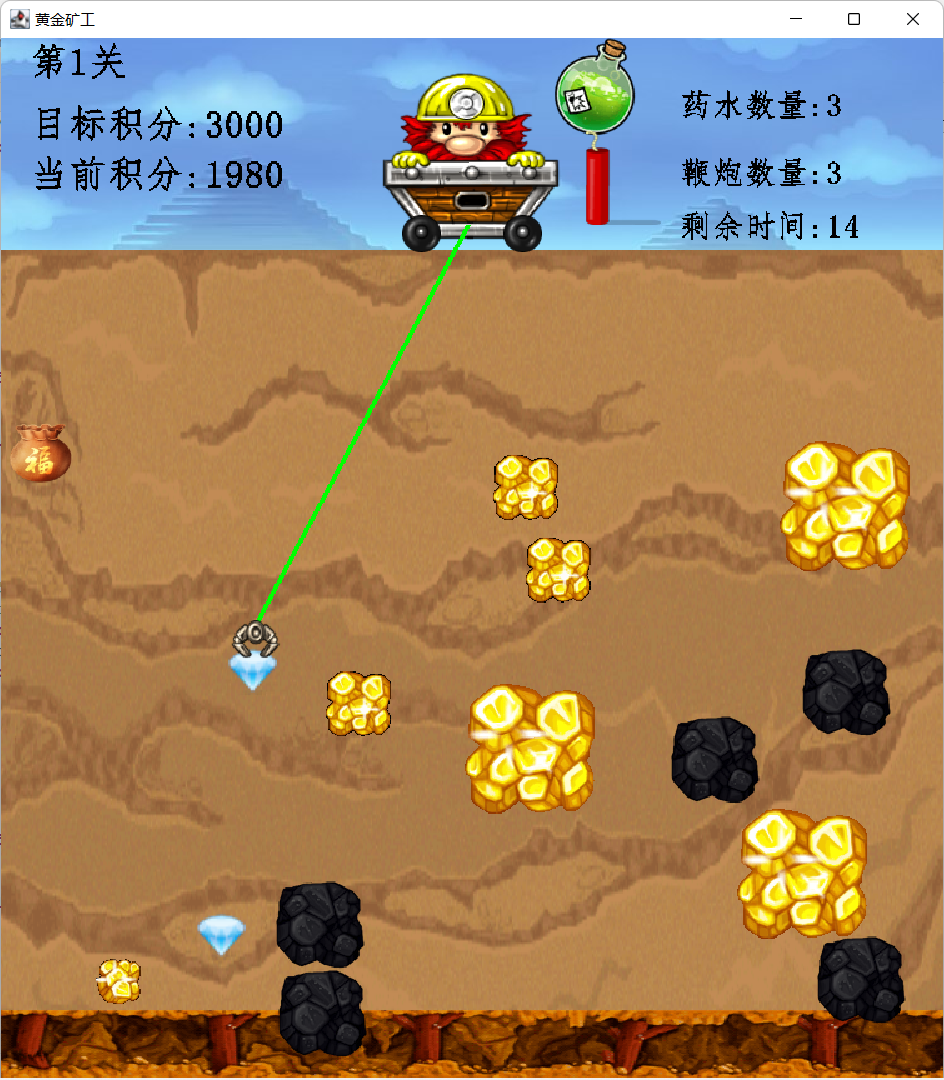 黄金矿工
第1关
目标积分:3000
当前积分:1980
药水数量:3
鞭炮数量:3
剩余时间:14
福